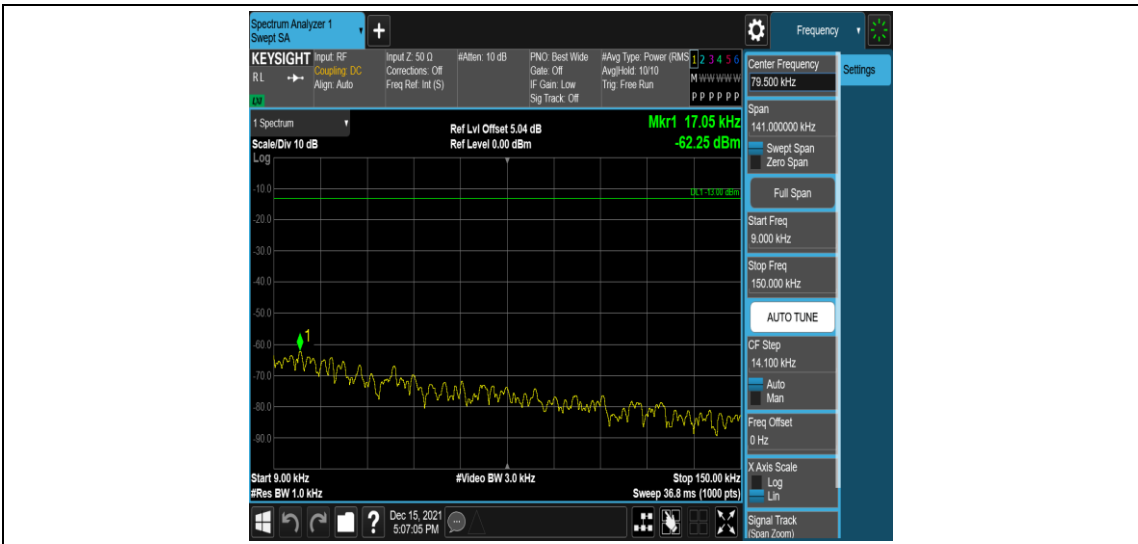 Spectrum Analyzer 1
Swept SA
+
Frequency
KEYSIGHT
RL
LXI
Input: RF
Coupling: DC
Align: Auto
Input Z: 50 Ω
Corrections: Off
Freq Ref: Int (S)
#Atten: 10 dB
PNO: Best Wide
Gate: Off
IF Gain: Low
Sig Track: Off
#Avg Type: Power (RMS
Avg|Hold: 10/10
Trig: Free Run
1 2 3 4 5 6
M W W W W W
P P P P P P
1 Spectrum
Scale/Div 10 dB
Log
Ref Lvl Offset 5.04 dB
Ref Level 0.00 dBm
Mkr1 17.05 kHz
-62.25 dBm
DL1 -13.00 dBm
-10.0
-20.0
-30.0
-40.0
-50.0
-60.0
-70.0
-80.0
-90.0
1
Start 9.00 kHz
#Res BW 1.0 kHz
#Video BW 3.0 kHz
Stop 150.00 kHz
Sweep 36.8 ms (1000 pts)
?
Dec 15, 2021
5:07:05 PM
Center Frequency
79.500 kHz
Span
141.000000 kHz
Swept Span
Zero Span
Full Span
Start Freq
9.000 kHz
Stop Freq
150.000 kHz
AUTO TUNE
CF Step
14.100 kHz
Auto
Man
Freq Offset
0 Hz
X Axis Scale
Log
Lin
Signal Track
(Span Zoom)
Settings